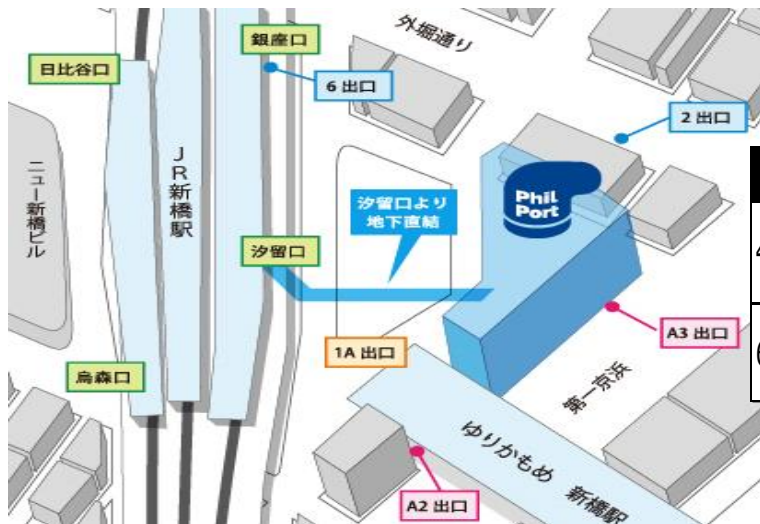 外堀通り
銀座口
日比谷口
6 出口
2 出口
ニュー新橋ビル
JR新橋駅
Phil
Port
汐留口より
地下直結
汐留口
1A 出口
A3 出口
烏森口
浜京一第
ゆりかもめ 新橋駅
A2 出口